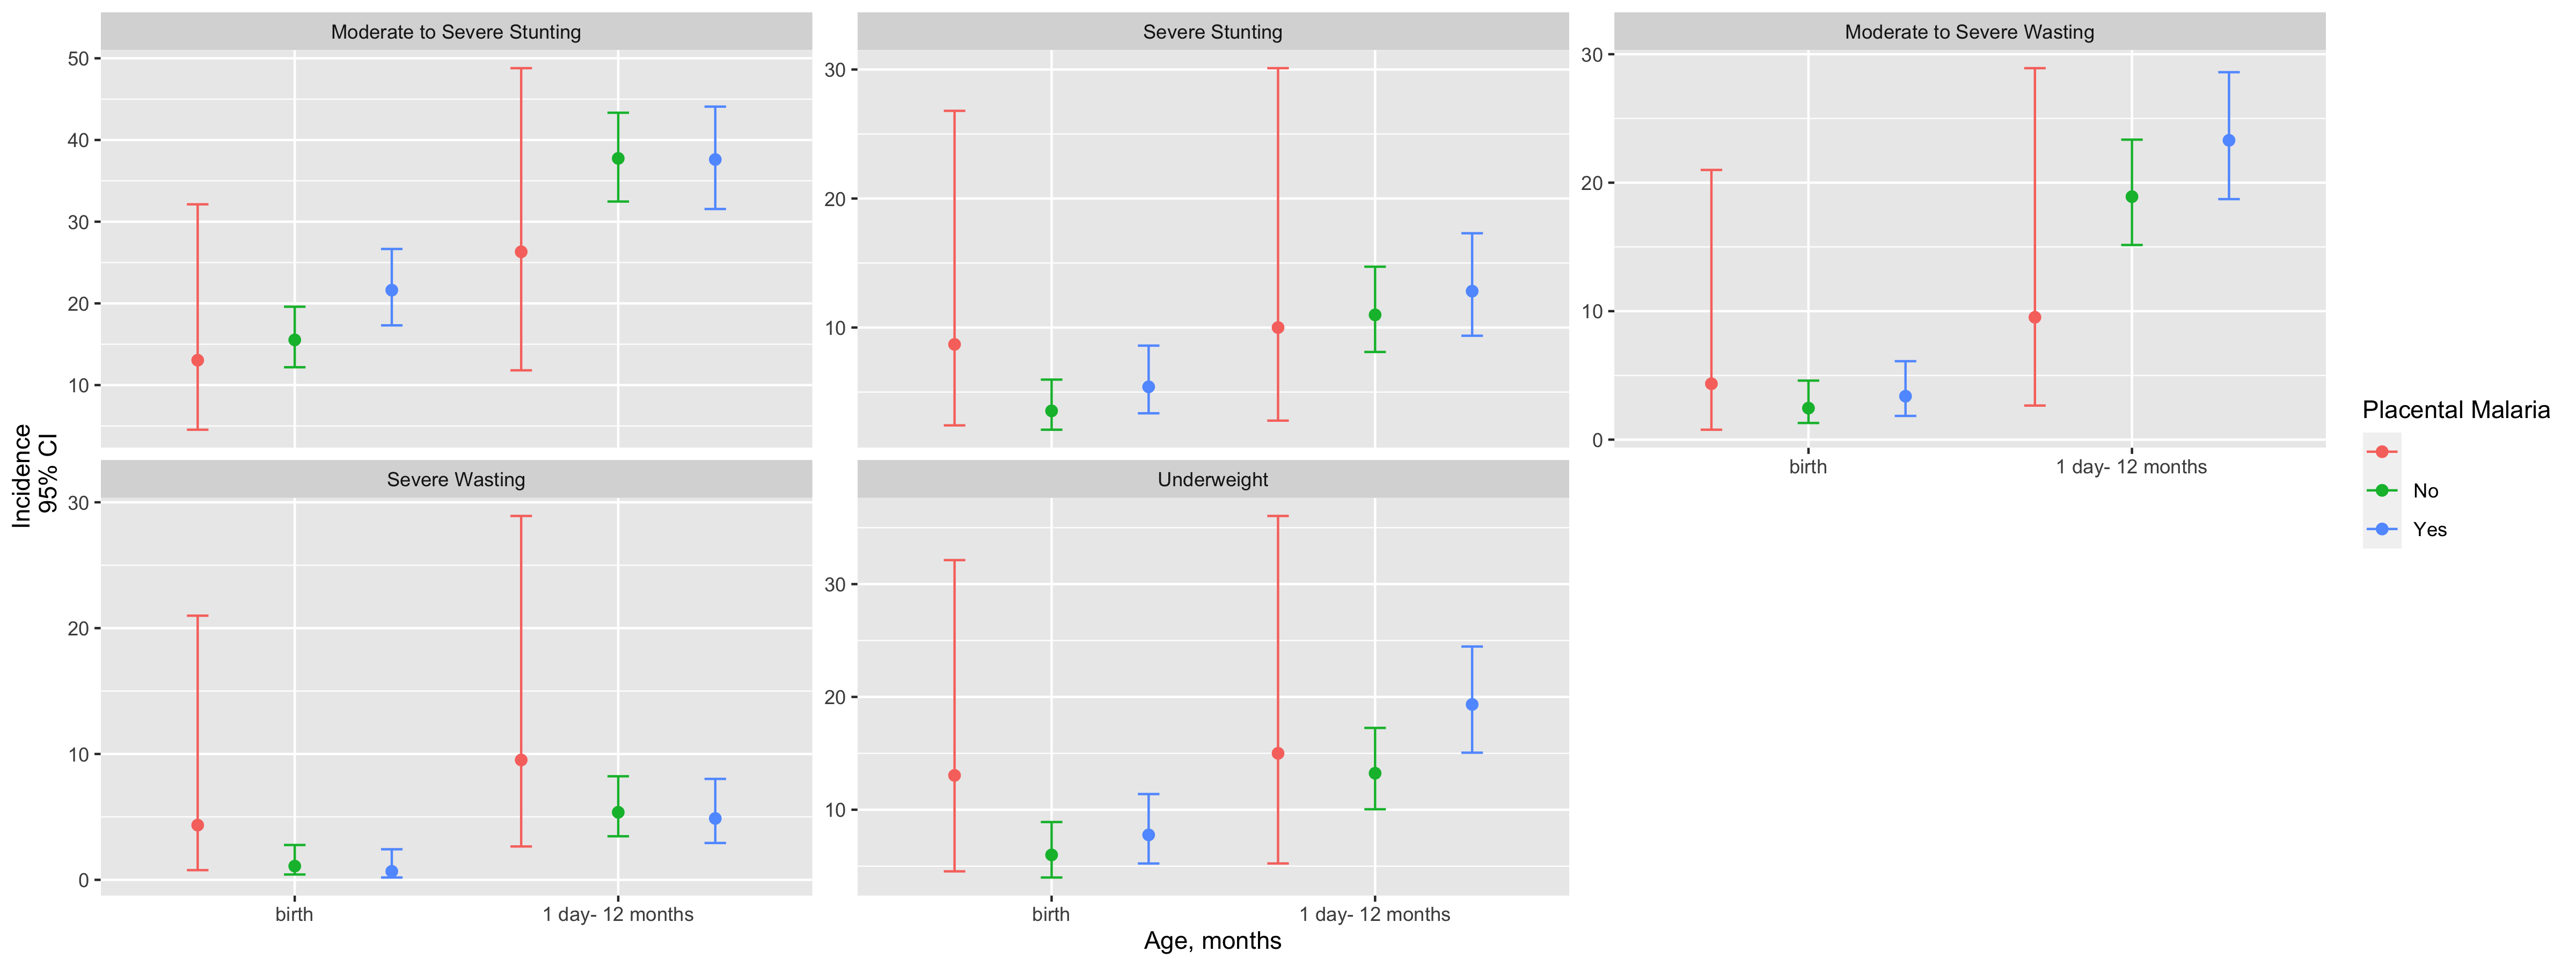 Moderate to Severe Stunting
Severe Stunting
Moderate to Severe Wasting
50
40
30
20
10
30
20
10
30
20
10
0
birth
1 day- 12 months
Severe Wasting
Underweight
30
20
10
0
30
20
10
birth
1 day- 12 months
birth
1 day- 12 months
Incidence
95% CI
Age, months
Placental Malaria
No
Yes